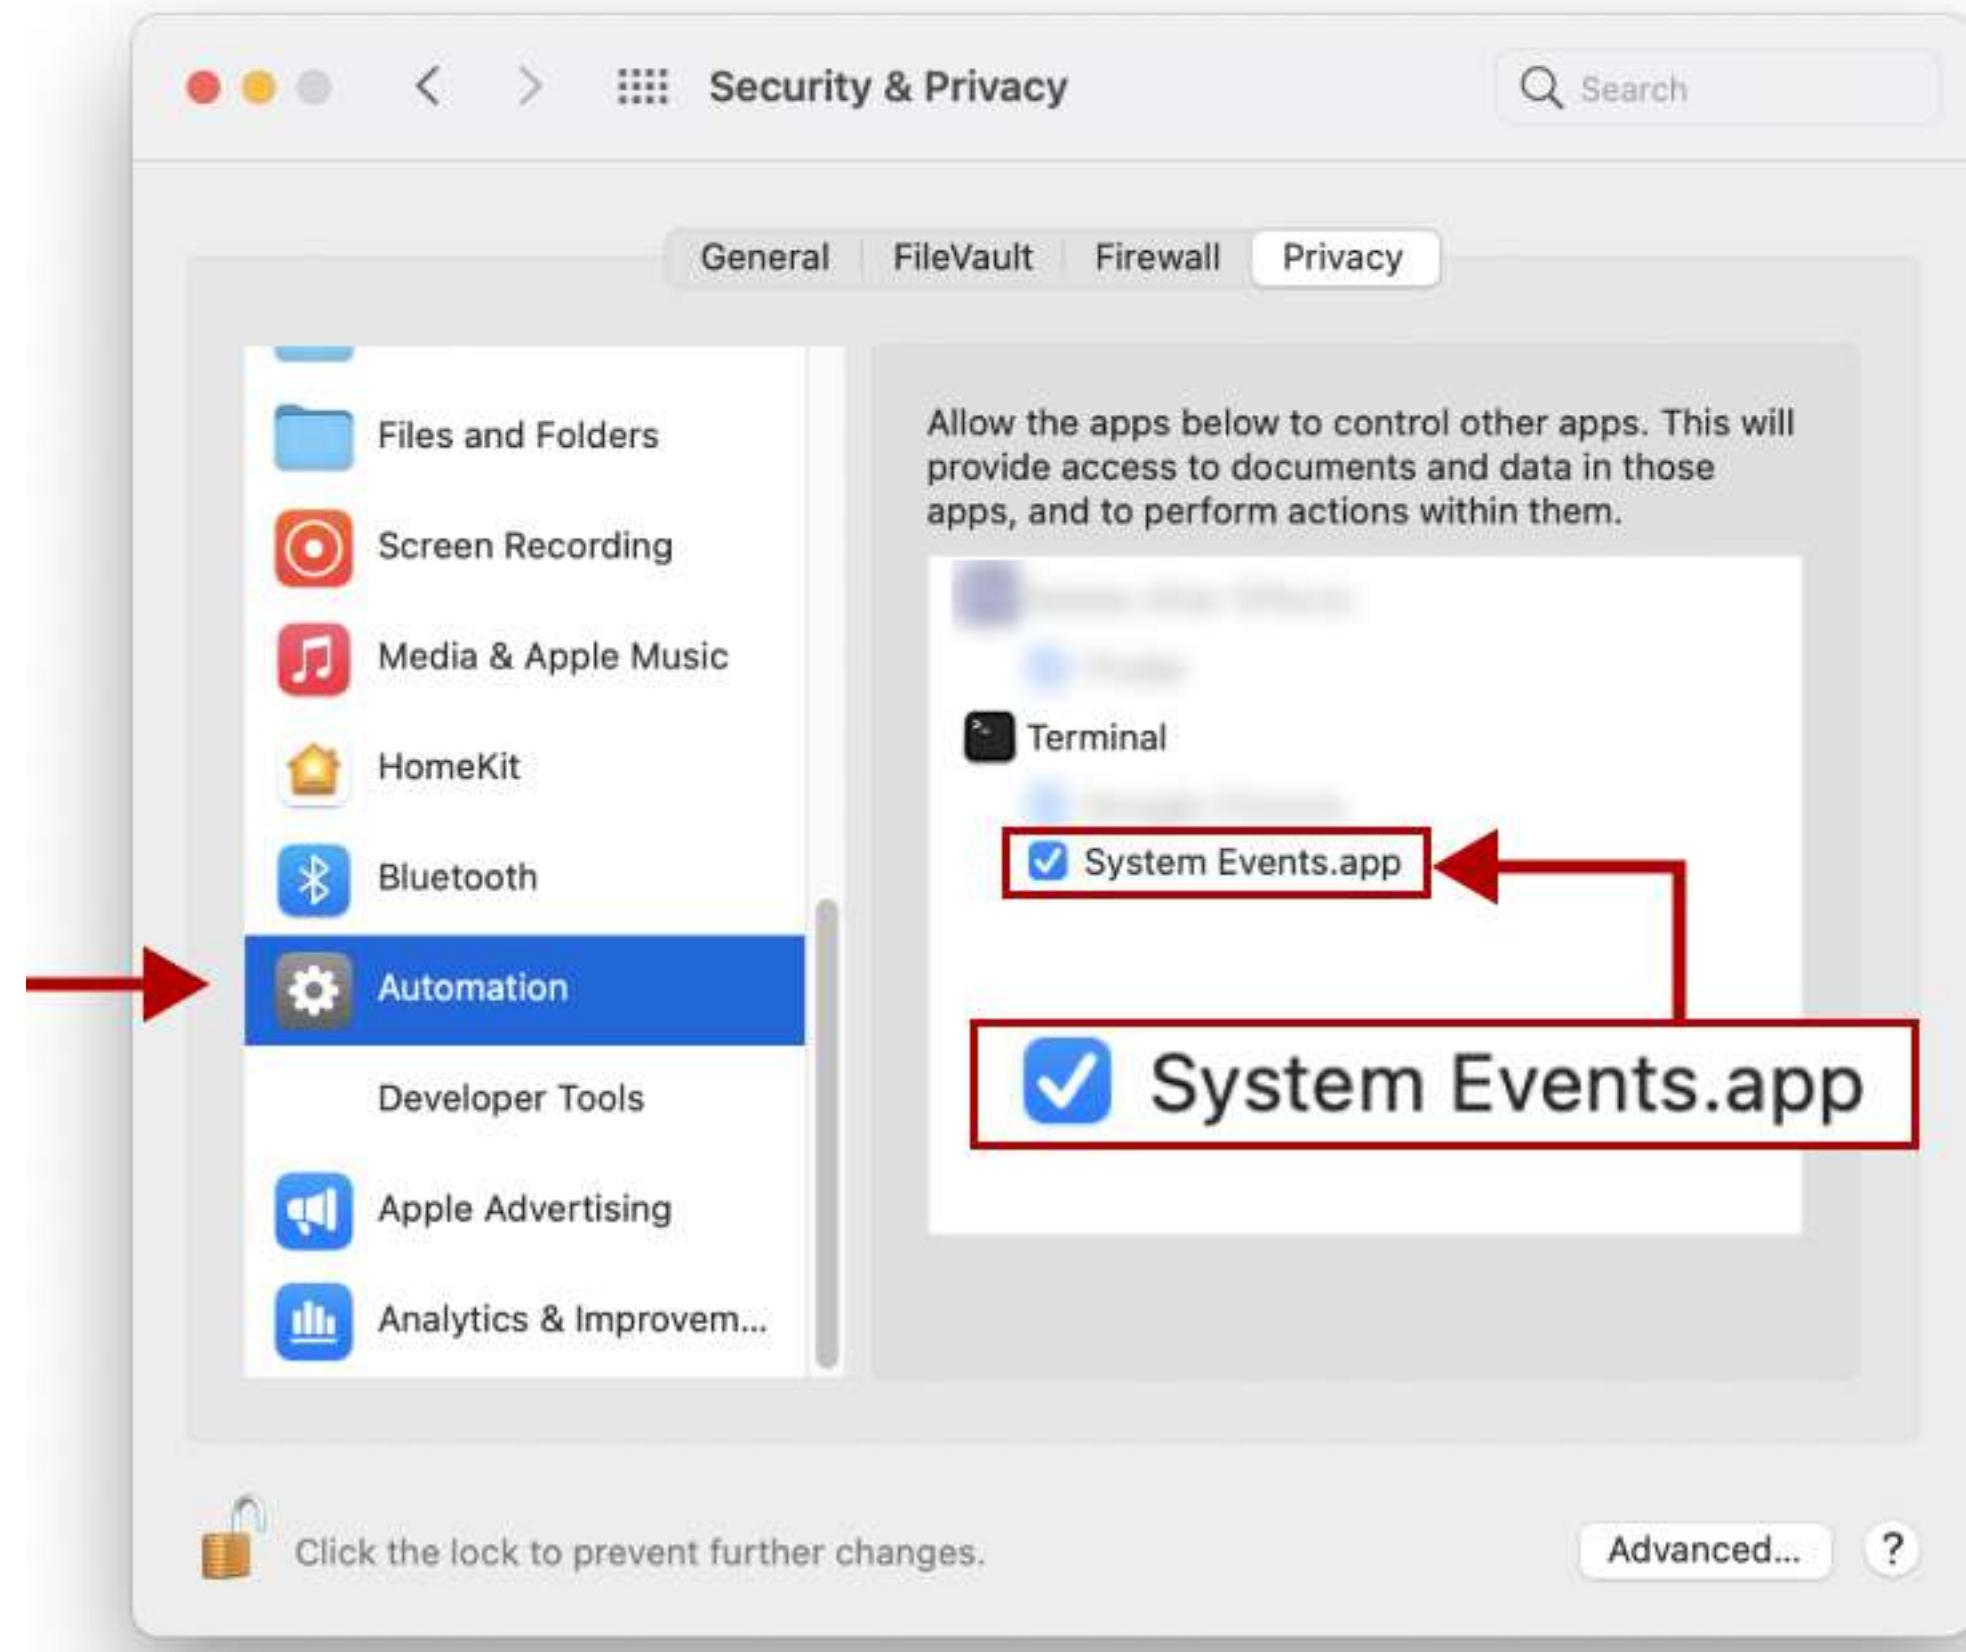 Security & Privacy
Search
General
FileVault
Firewall
Privacy
Files and Folders
Screen Recording
Media & Apple Music
HomeKit
Bluetooth
Automation
Developer Tools
Apple Advertising
Analytics & Improvem...
Allow the apps below to control other apps. This will
provide access to documents and data in those
apps, and to perform actions within them.
Terminal
System Events.app
System Events.app
Click the lock to prevent further changes.
Advanced...
?